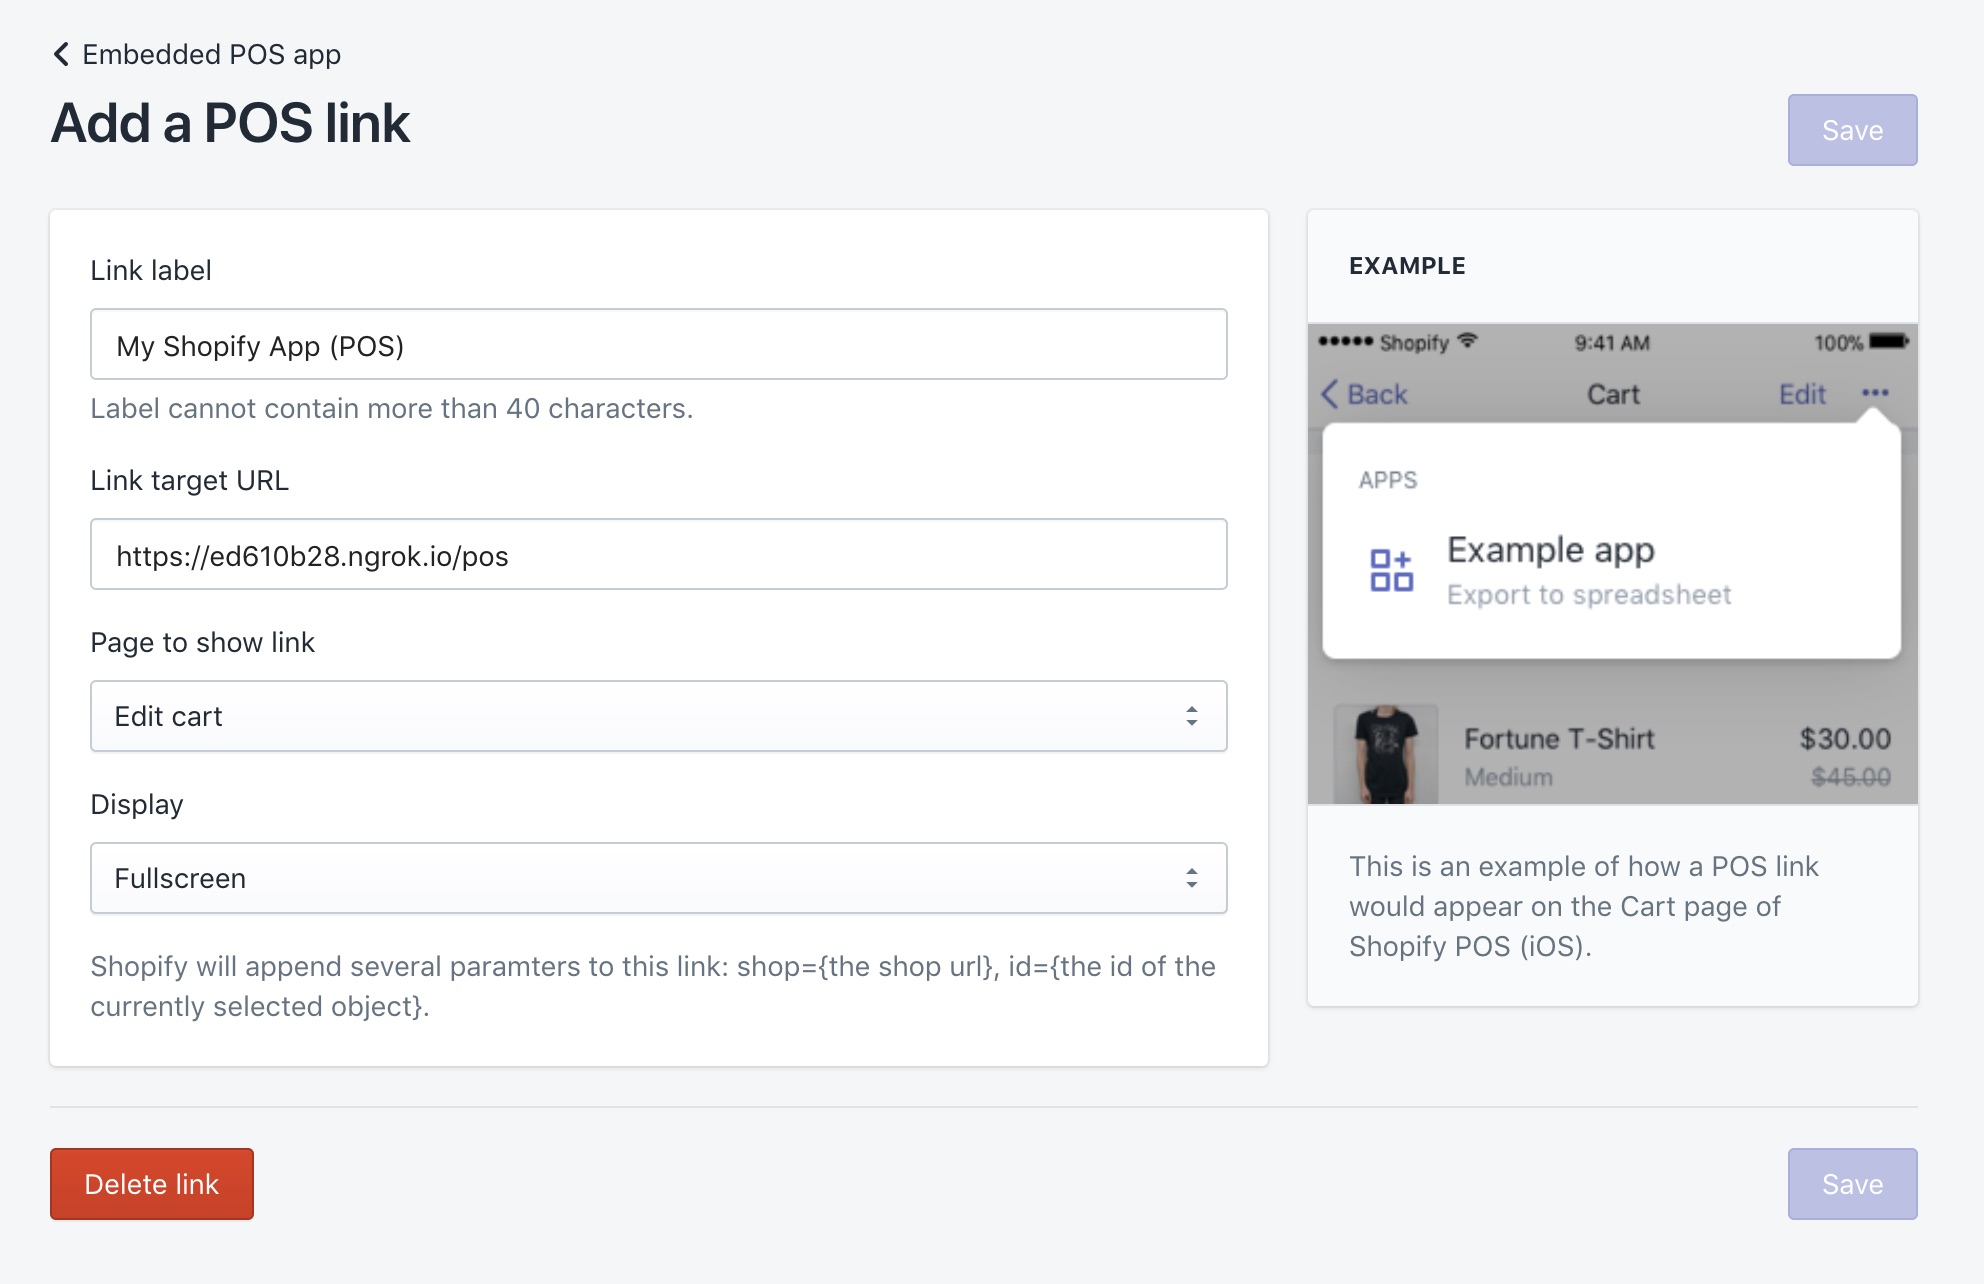 Embedded POS app
Add a POS link
Save
Link label
My Shopify App (POS)
Label cannot contain more than 40 characters.
Link target URL
https://ed610b28.ngrok.io/pos
Page to show link
Edit cart
Display
Fullscreen
Shopify will append several paramters to this link: shop={the shop url}, id={the id of the
currently selected object}.
EXAMPLE
Shopify 9:41 AM 100%
Back Cart Edit •••
APPS
Example app
Export to spreadsheet
Fortune T-Shirt $30.00
Medium $45.00
This is an example of how a POS link
would appear on the Cart page of
Shopify POS (iOS).
Delete link
Save